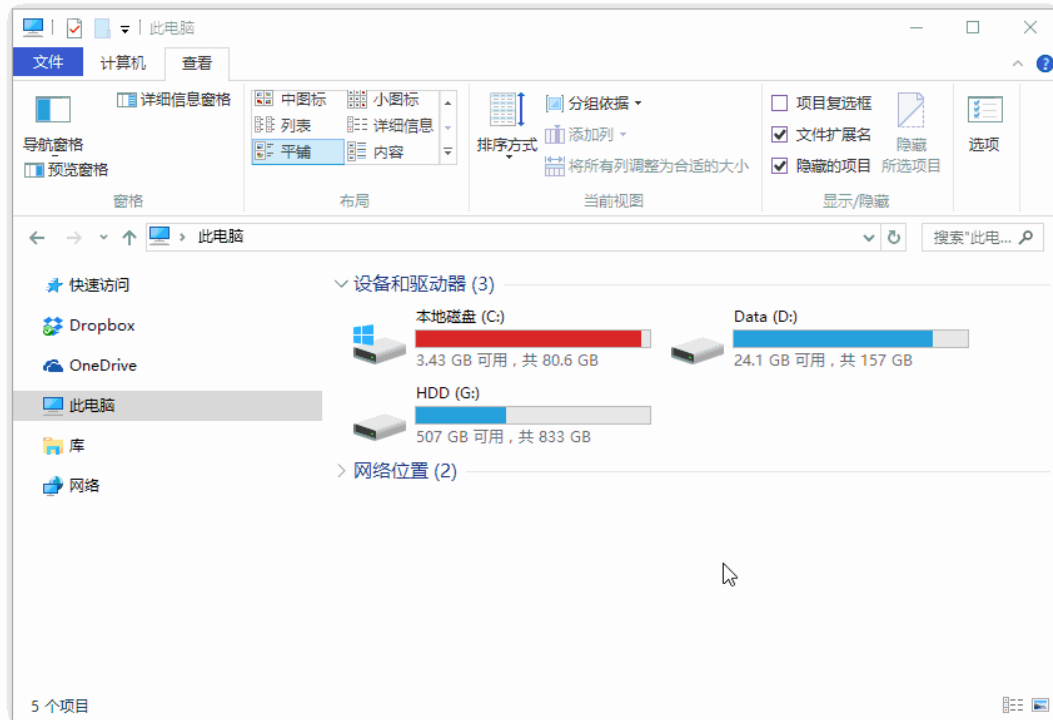 此电脑
文件 计算机 查看
导航窗格
预览窗格
详细信息窗格
窗格
中图标 小图标
列表 详细信息
平铺 内容
布局
排序方式
分组依据
添加列
将所有列调整为合适的大小
当前视图
项目复选框
文件扩展名
隐藏的项目
隐藏
所选项目
显示/隐藏
选项
此电脑
搜索"此电...
快速访问
Dropbox
OneDrive
此电脑
库
网络
设备和驱动器 (3)
本地磁盘 (C:)
3.43 GB 可用，共 80.6 GB
Data (D:)
24.1 GB 可用，共 157 GB
HDD (G:)
507 GB 可用，共 833 GB
网络位置 (2)
5 个项目